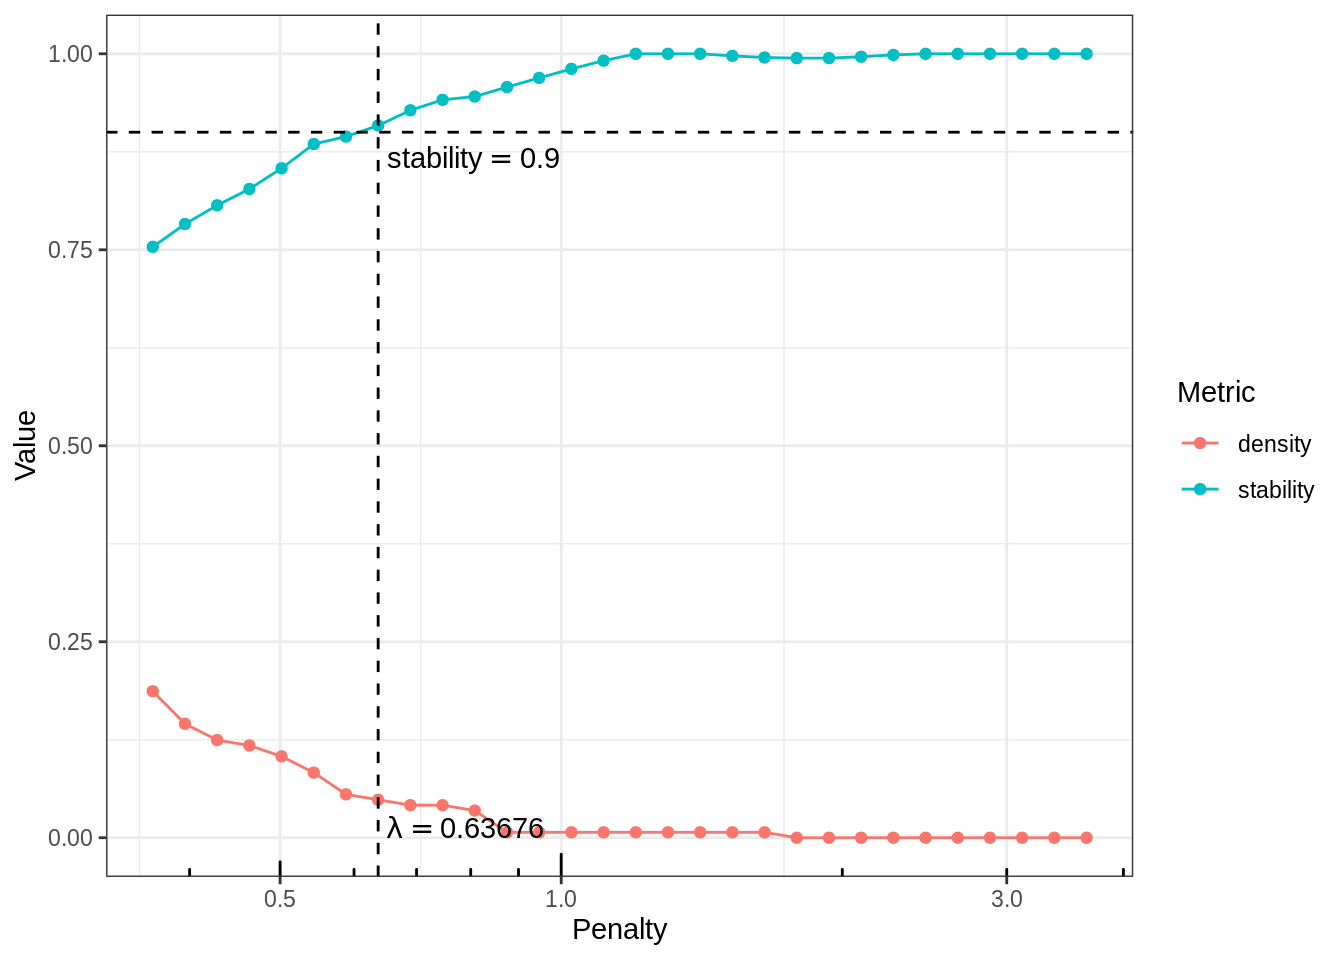 1.00
0.75
0.50
0.25
0.00
Value
stability = 0.9
λ = 0.63676
0.5
1.0
3.0
Penalty
Metric
density
stability